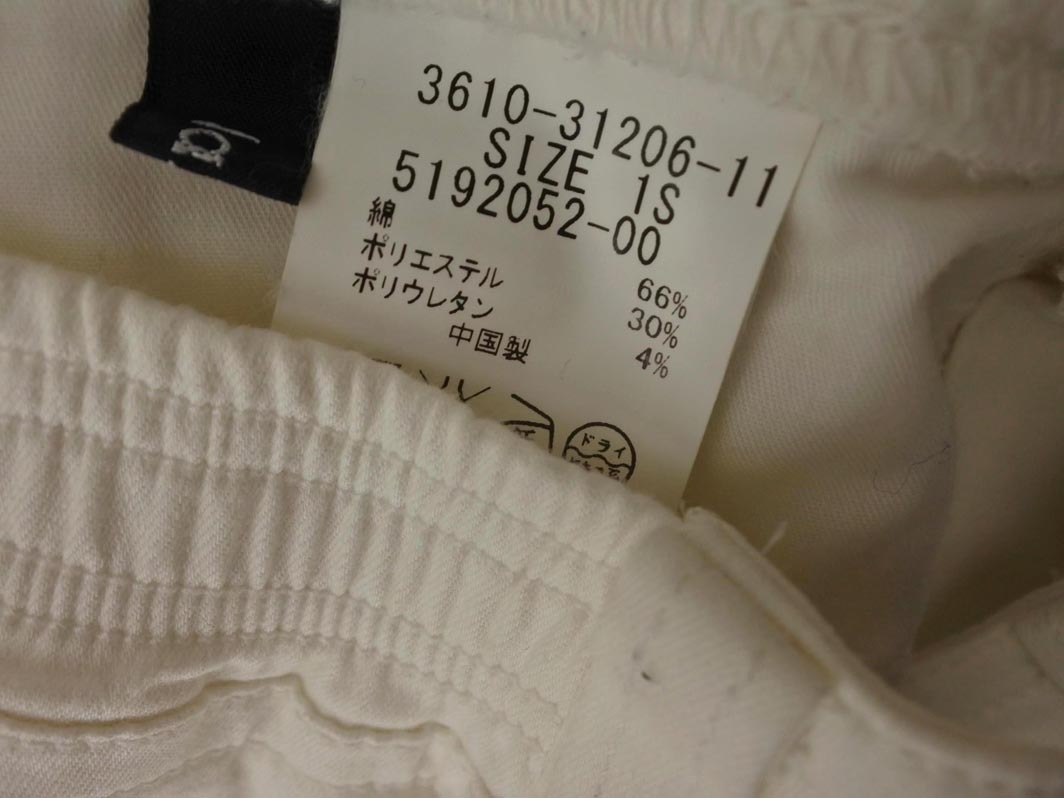 3610-31206-11
SIZE 1S
5192052-00
綿 66%
ポリエステル 30%
ポリウレタン 4%
中国製
ドライ